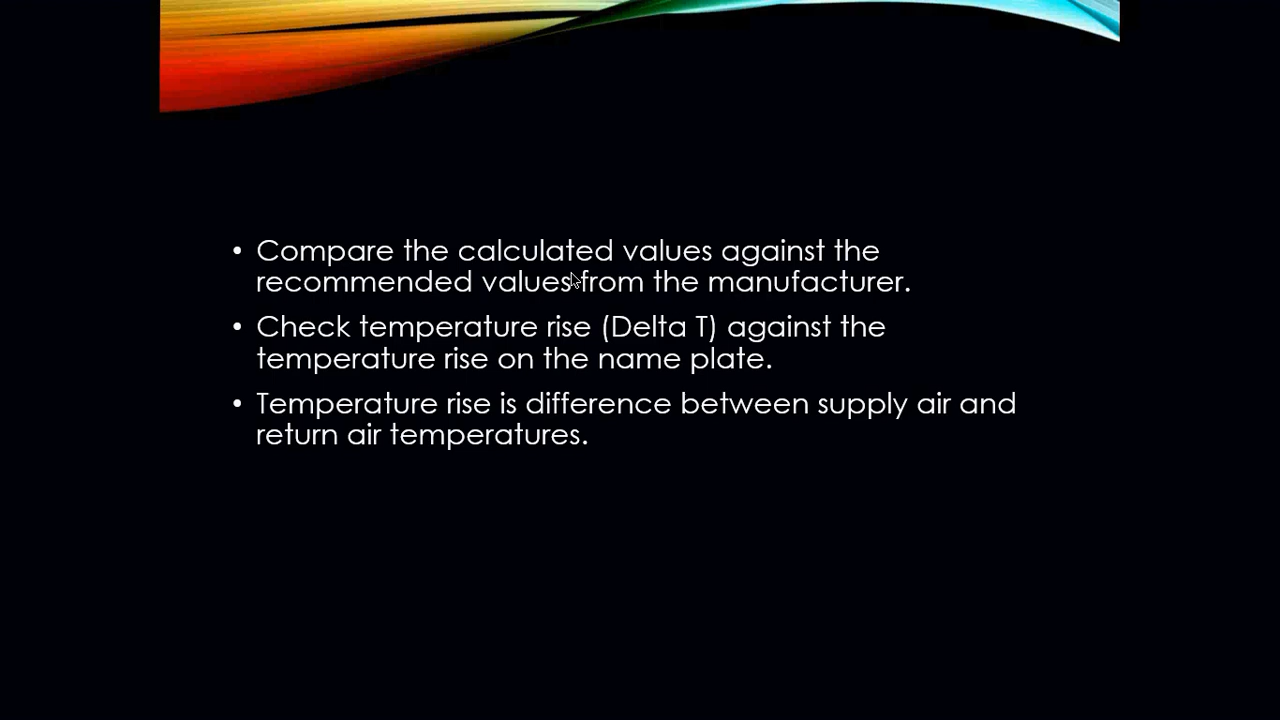 • Compare the calculated values against the
recommended values from the manufacturer.
• Check temperature rise (Delta T) against the
temperature rise on the name plate.
• Temperature rise is difference between supply air and
return air temperatures.